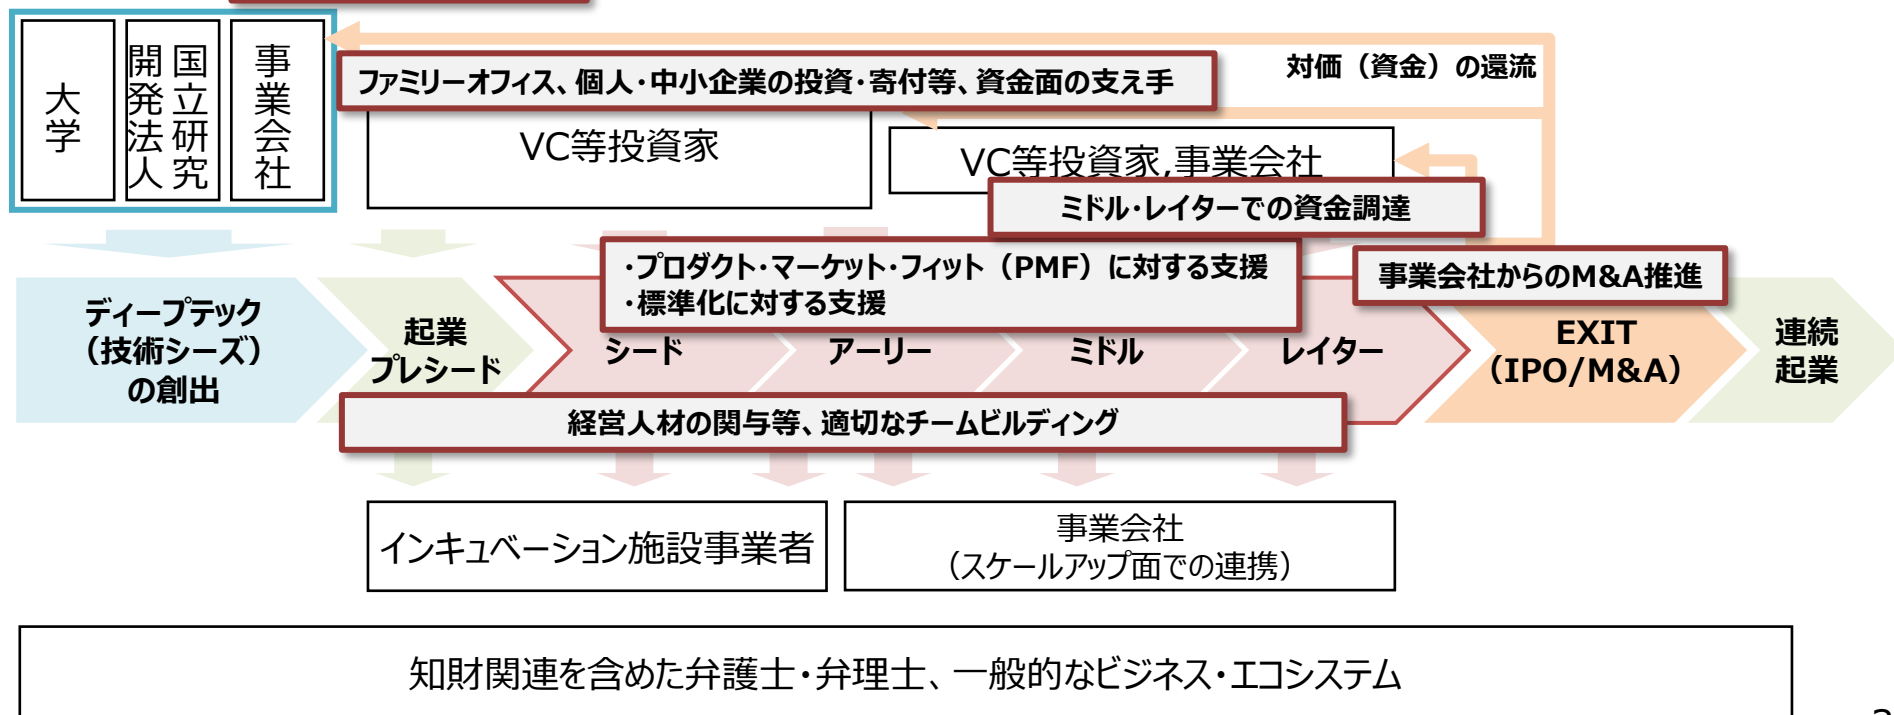 大学
国立研究
開発法人
事業会社
ファミリーオフィス、個人・中小企業の投資・寄付等、資金面の支え手
対価（資金）の還流
VC等投資家
VC等投資家,事業会社
ミドル・レイターでの資金調達
・プロダクト・マーケット・フィット（PMF）に対する支援
・標準化に対する支援
事業会社からのM&A推進
ディープテック
（技術シーズ）
の創出
起業
プレシード
シード
アーリー
ミドル
レイター
EXIT
（IPO/M&A）
連続
起業
経営人材の関与等、適切なチームビルディング
インキュベーション施設事業者
事業会社
（スケールアップ面での連携）
知財関連を含めた弁護士・弁理士、一般的なビジネス・エコシステム